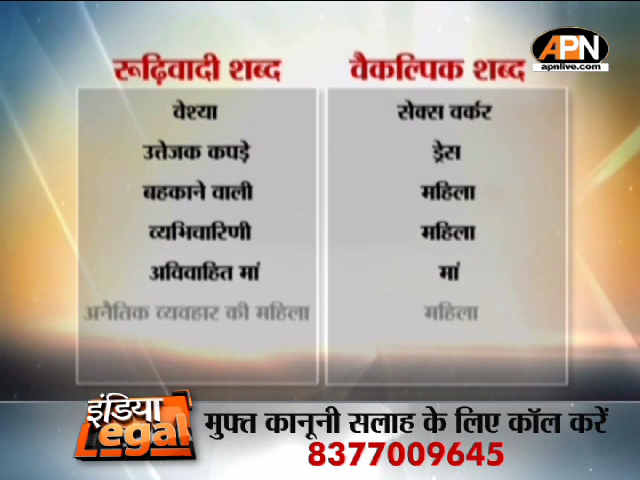 APN
apnlive.com
रूढ़िवादी शब्द वैकल्पिक शब्द
वेश्या सेक्स वर्कर
उत्तेजक कपड़े ड्रेस
बहकाने वाली महिला
व्यभिचारिणी महिला
अविवाहित मां मां
अनैतिक व्यवहार की महिला महिला
इंडिया
Legal
मुफ्त कानूनी सलाह के लिए कॉल करें
8377009645